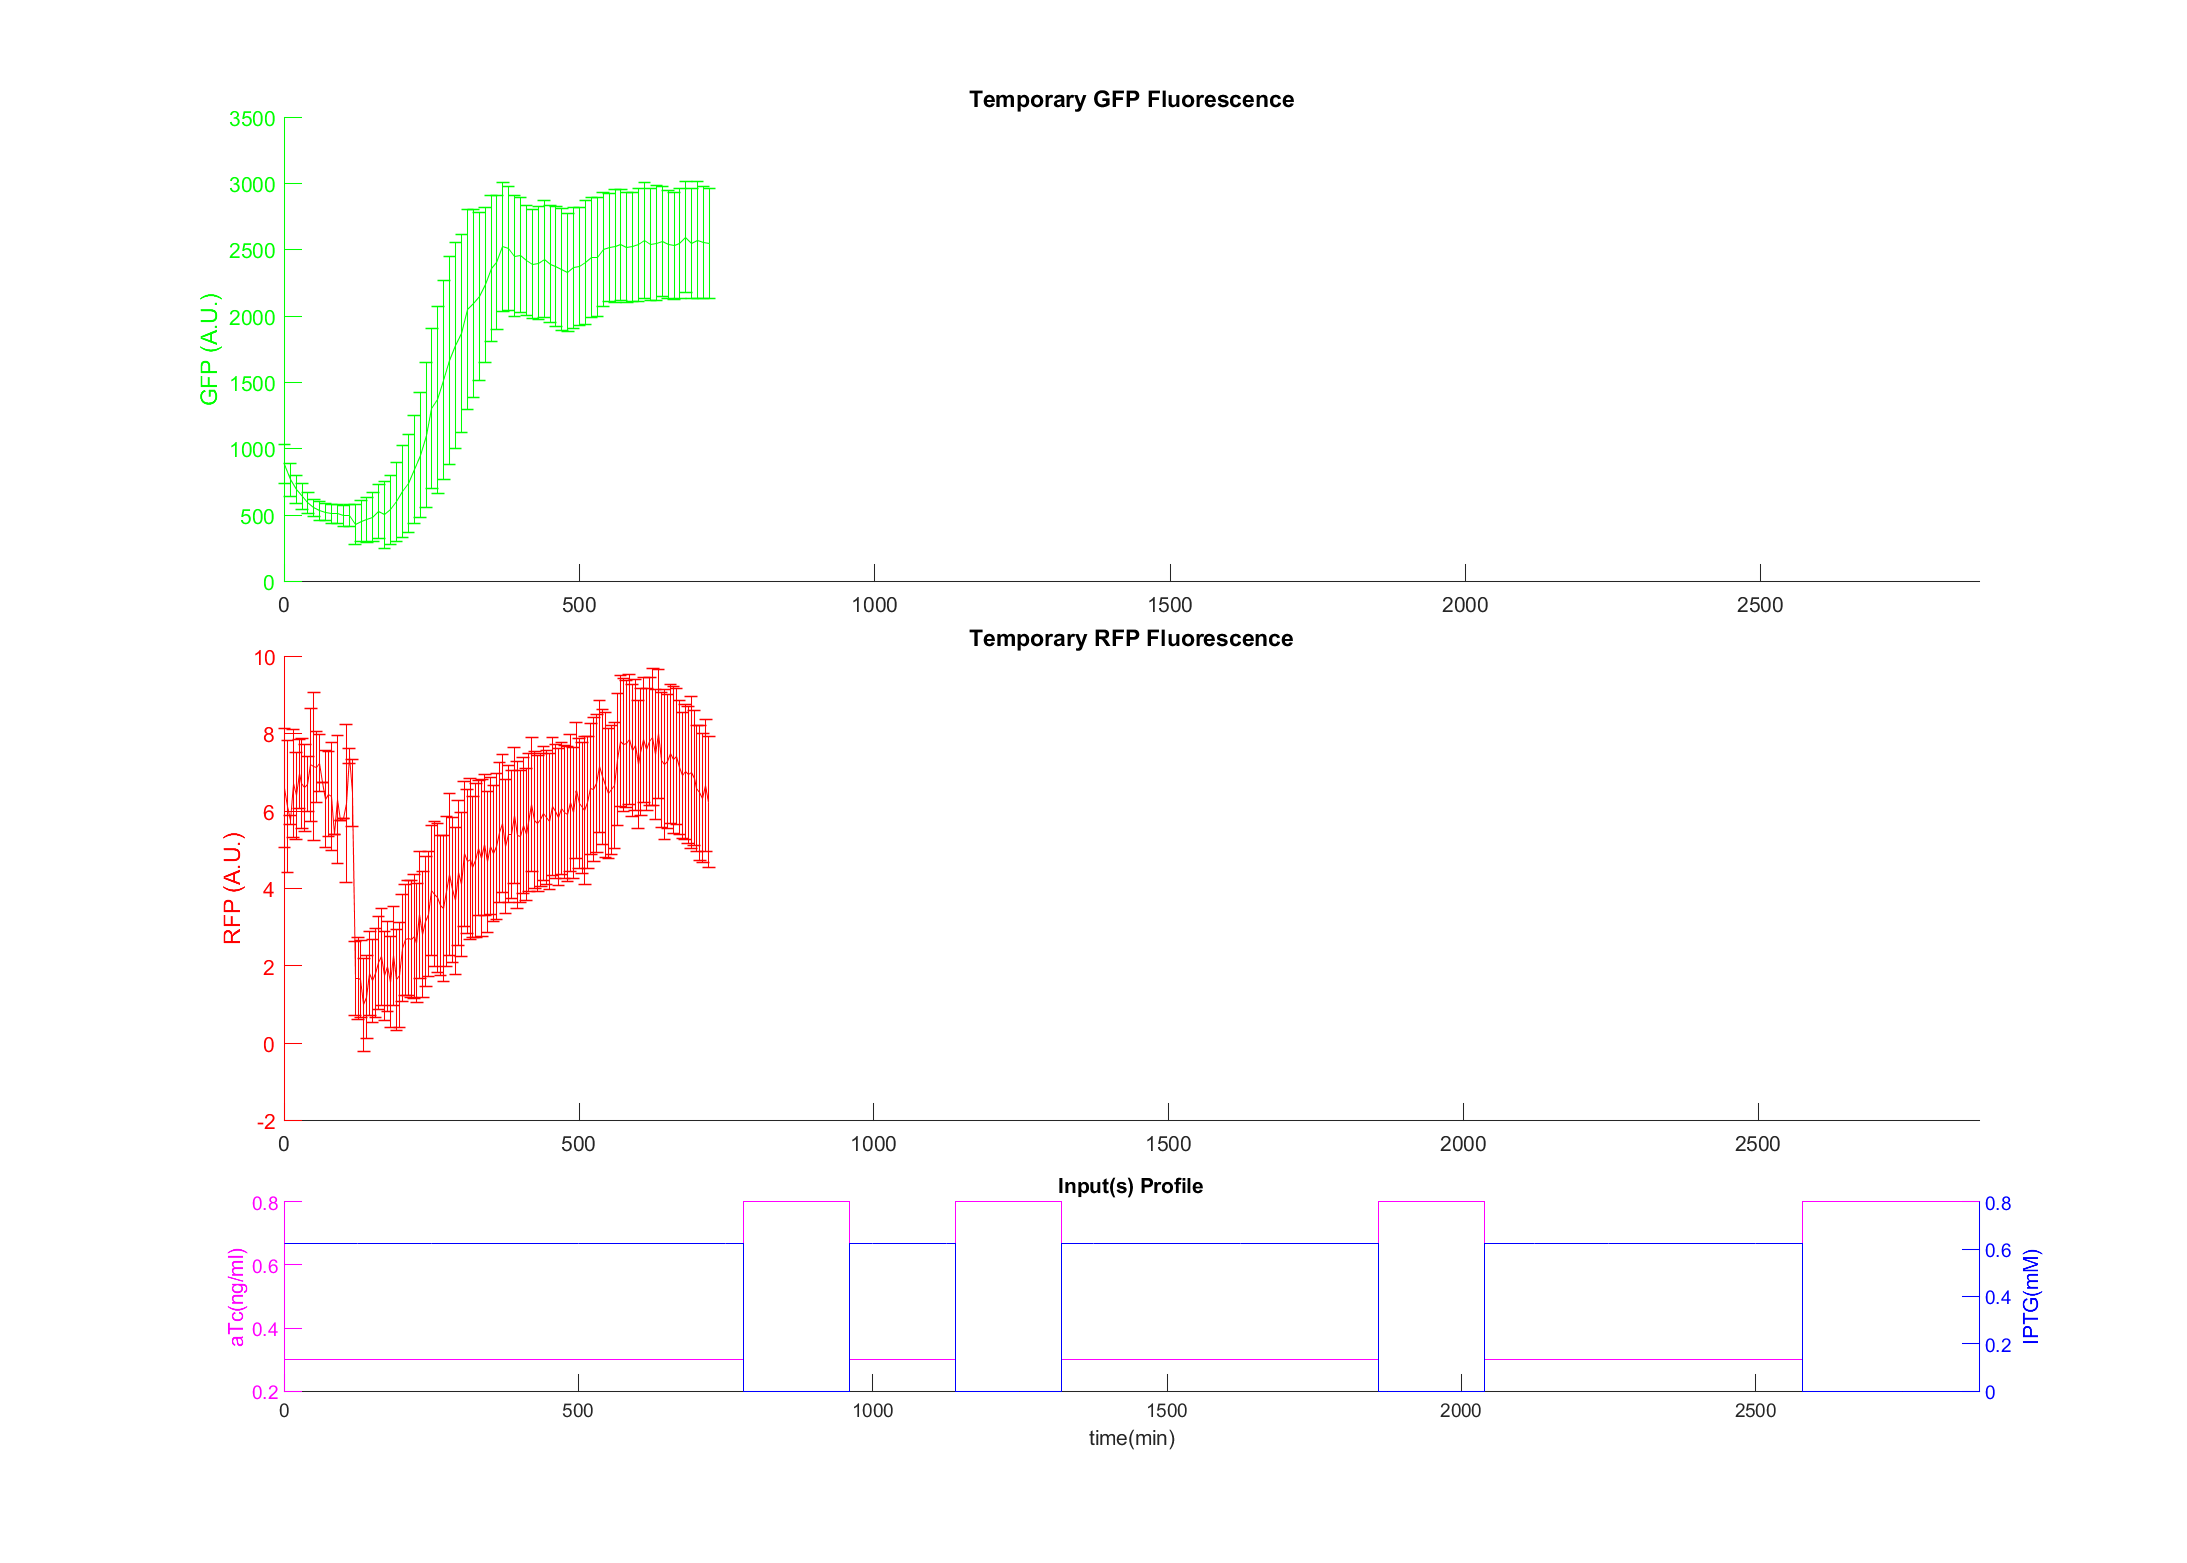 Temporary GFP Fluorescence
3500
3000
2500
2000
1500
1000
500
0
GFP (A.U.)
0 500 1000 1500 2000 2500
Temporary RFP Fluorescence
10
8
6
4
2
0
-2
RFP (A.U.)
0 500 1000 1500 2000 2500
Input(s) Profile
0.8
0.6
0.4
0.2
aTc(ng/ml)
0.8
0.6
0.4
0.2
0
IPTG(mM)
0 500 1000 1500 2000 2500
time(min)